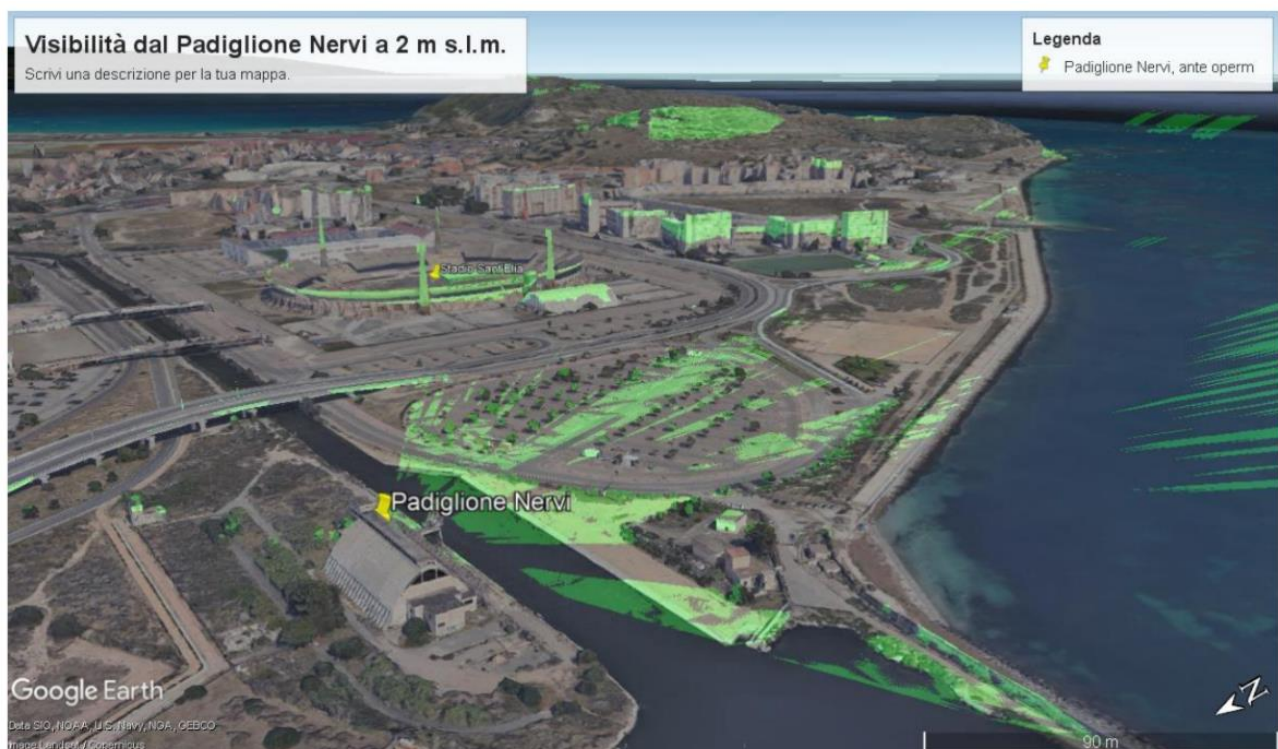 Visibilità dal Padiglione Nervi a 2 m s.l.m.
Scrivi una descrizione per la tua mappa.
Legenda
Padiglione Nervi, ante operm
Stadio Sant'Elia
Padiglione Nervi
Google Earth
Data SIO, NOAA, U.S. Navy, NGA, GEBCO
Image Landsat / Copernicus
90 m
N